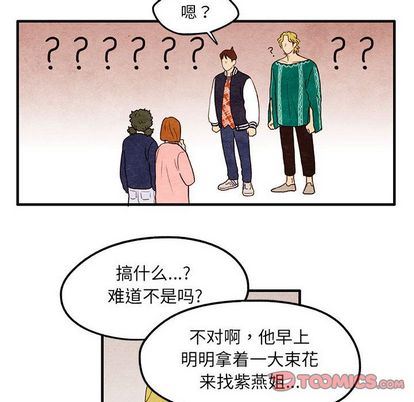 嗯？
？？？？？？ ？？
?
搞什么...?
难道不是吗?
不对啊，他早上
明明拿着一大束花
来找紫燕姐...
TOOMICS.COM